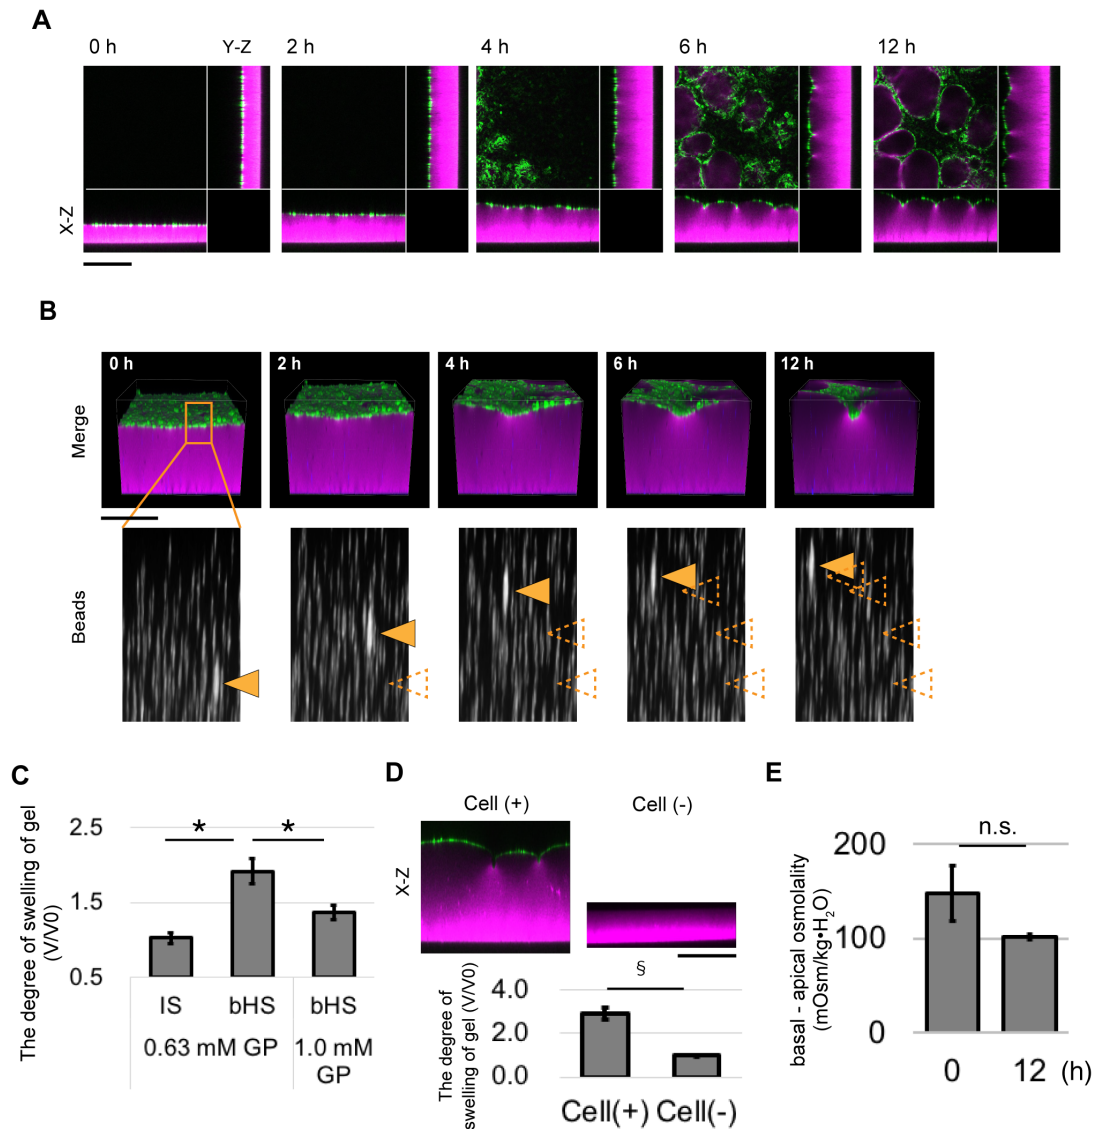 A
0 h
Y-Z
2 h
4 h
6 h
12 h
X-Z
B
0 h
2 h
4 h
6 h
12 h
Merge
Beads
C
The degree of swelling of gel
(V/V0)
2.5
1.5
0.5
*
*
IS
bHS
bHS
0.63 mM GP
1.0 mM
GP
D
Cell (+)
Cell (-)
X-Z
The degree of
swelling of gel (V/V0)
4.0
2.0
0.0
§
Cell(+)
Cell(-)
E
basal - apical osmolality
(mOsm/kg•H2O)
200
100
0
n.s.
0
12
(h)